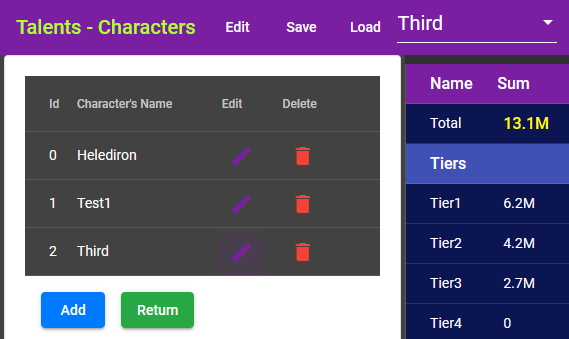 Talents - Characters Edit Save Load Third
Id Character's Name Edit Delete
0 Helediron
1 Test1
2 Third
Add Return
Name Sum
Total 13.1M
Tiers
Tier1 6.2M
Tier2 4.2M
Tier3 2.7M
Tier4 0